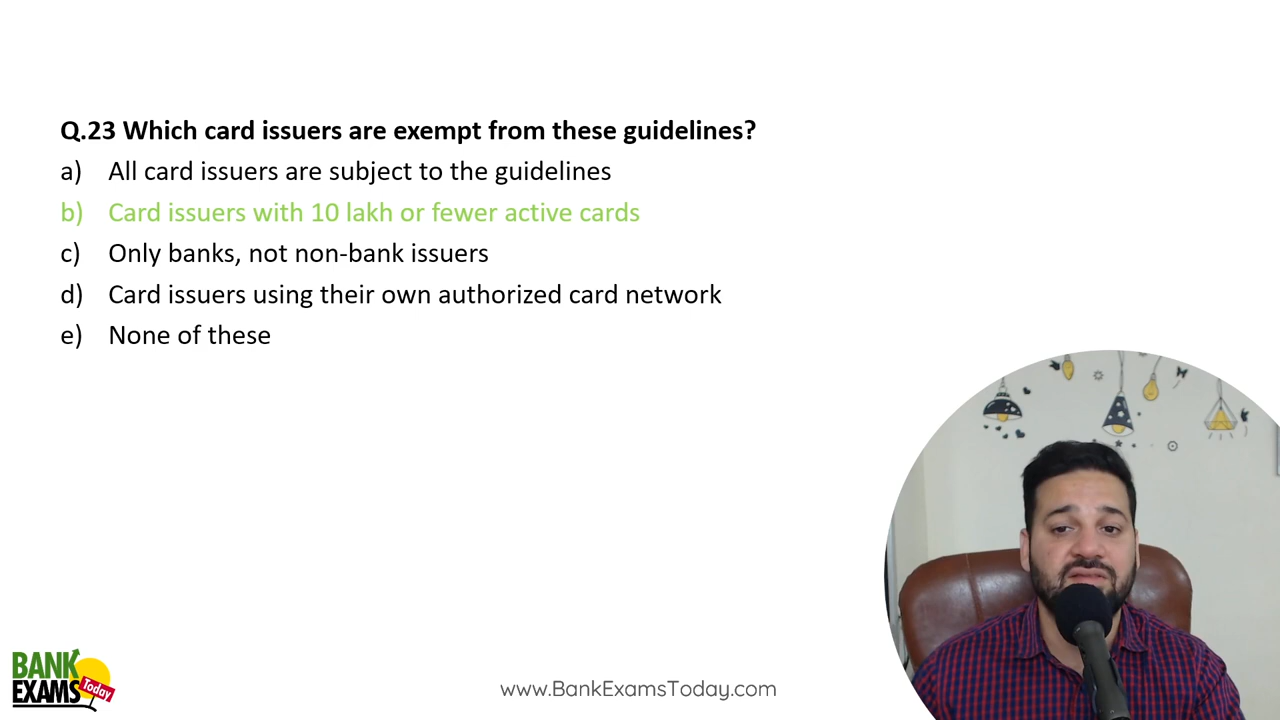 Q.23 Which card issuers are exempt from these guidelines?
a) All card issuers are subject to the guidelines
b) Card issuers with 10 lakh or fewer active cards
c) Only banks, not non-bank issuers
d) Card issuers using their own authorized card network
e) None of these
BANK
EXAMS
Today
www.BankExamsToday.com